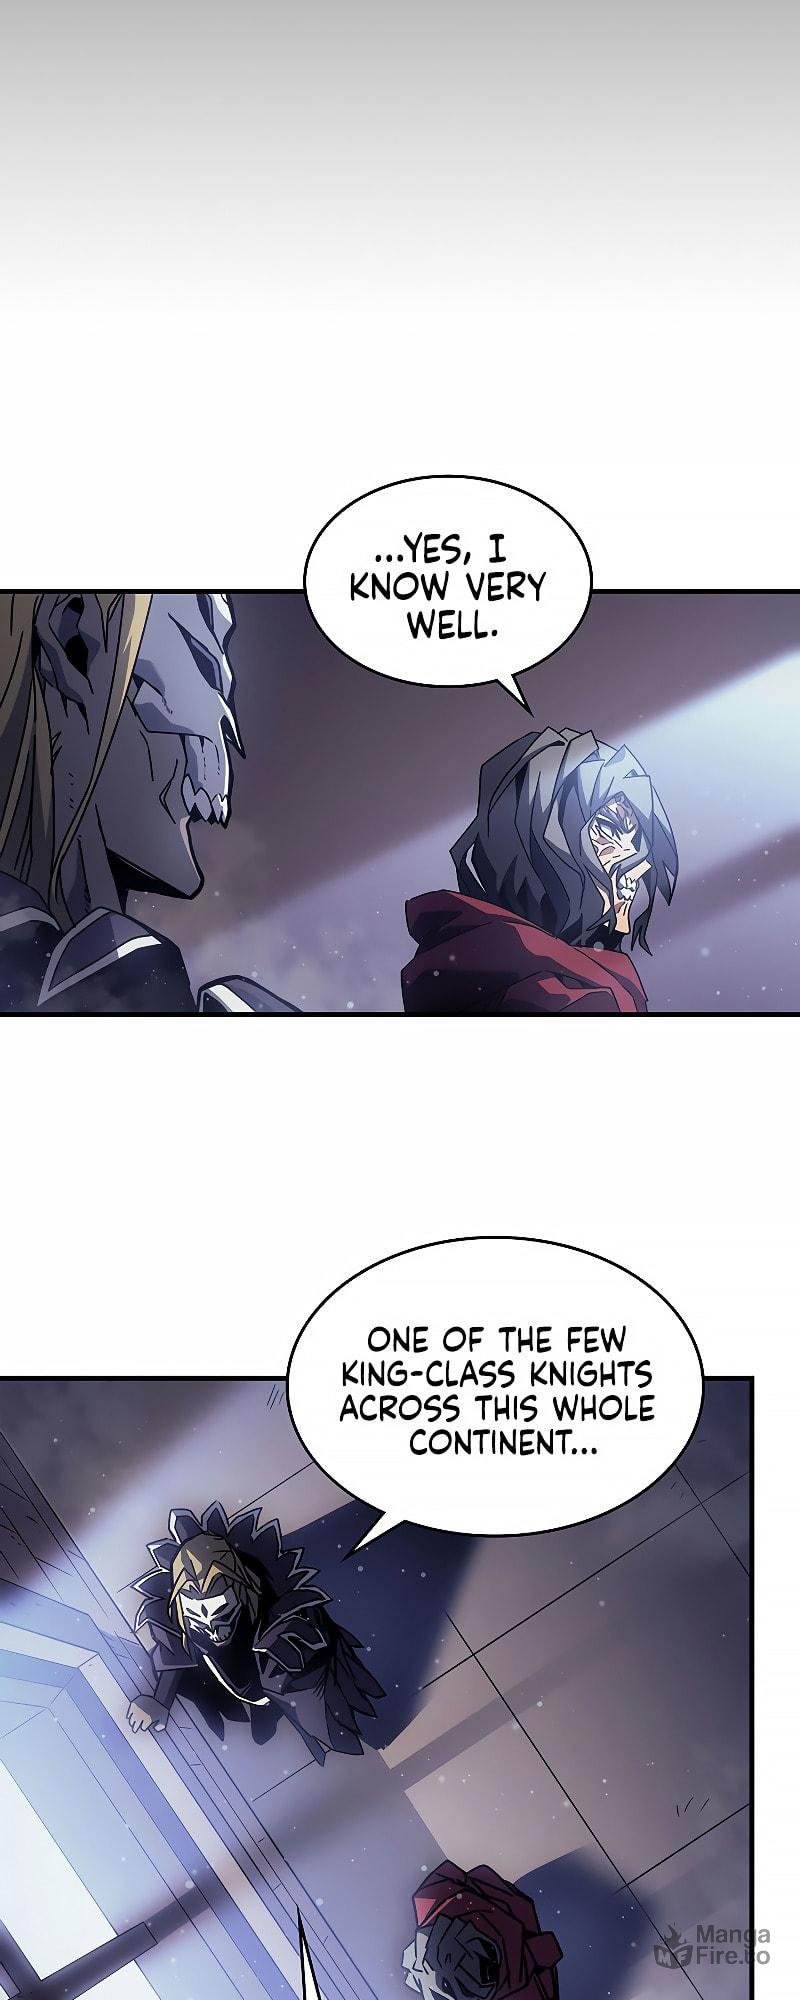 ...YES, I
KNOW VERY
WELL.
ONE OF THE FEW
KING-CLASS KNIGHTS
ACROSS THIS WHOLE
CONTINENT...
Manga
Fire.to